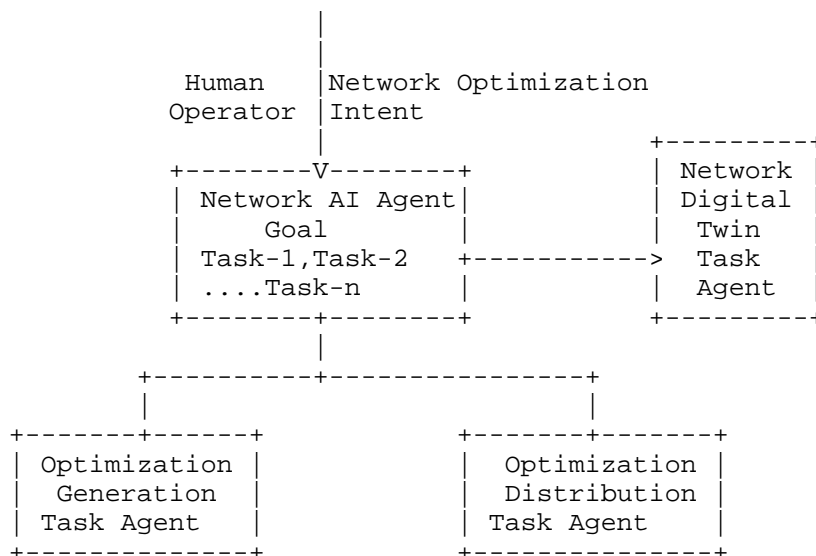 Human
Operator
Network Optimization
Intent
Network AI Agent
Goal
Task-1,Task-2
....Task-n
Network
Digital
Twin
Task
Agent
Optimization
Generation
Task Agent
Optimization
Distribution
Task Agent